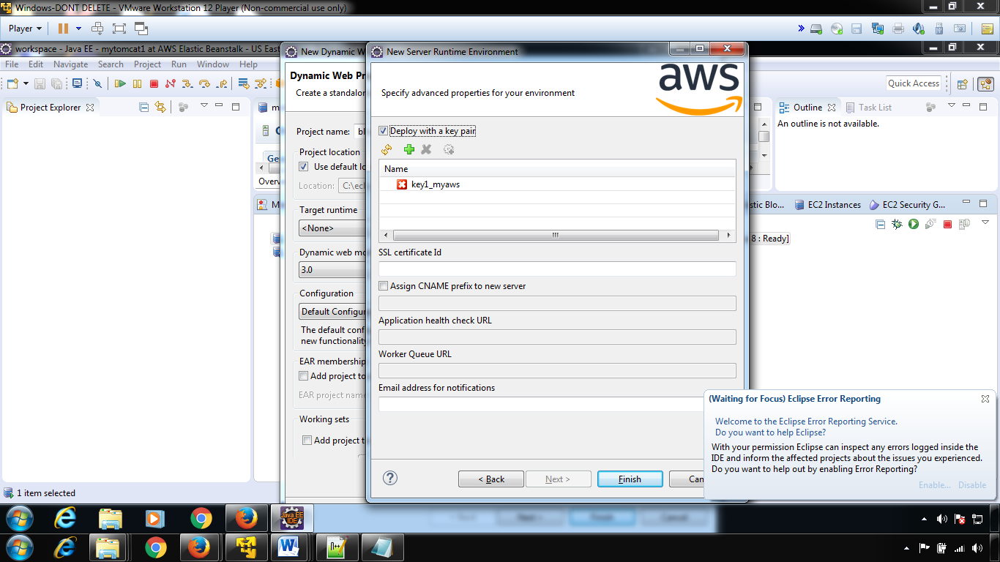 Windows-DONT DELETE - VMware Workstation 12 Player (Non-commercial use only)
Player
workspace - Java EE - mytomcat1 at AWS Elastic Beanstalk - US East
File Edit Navigate Search Project Run Window Help
Quick Access
Project Explorer
m
Ge
Overv
M
New Dynamic W
Dynamic Web Pr
Create a standalon
Project name: bl
Project location
Use default lo
Location: C:\ecl
Target runtime
<None>
Dynamic web mo
3.0
Configuration
Default Configur
The default conf
new functionality
EAR membership
Add project to
EAR project name
Working sets
Add project t
New Server Runtime Environment
aws
Specify advanced properties for your environment
Deploy with a key pair
Name
key1_myaws
SSL certificate Id
Assign CNAME prefix to new server
Application health check URL
Worker Queue URL
Email address for notifications
< Back
Next >
Finish
Can
Outline
Task List
An outline is not available.
stic Blo...
EC2 Instances
EC2 Security G...
8 : Ready]
(Waiting for Focus) Eclipse Error Reporting
Welcome to the Eclipse Error Reporting Service.
Do you want to help Eclipse?
With your permission Eclipse can inspect any errors logged inside the
IDE and inform the affected projects about the issues you experienced.
Do you want to help out by enabling Error Reporting?
Enable... Disable
1 item selected
< Back
Next >
Finish
Cancel
Java EE
IDE